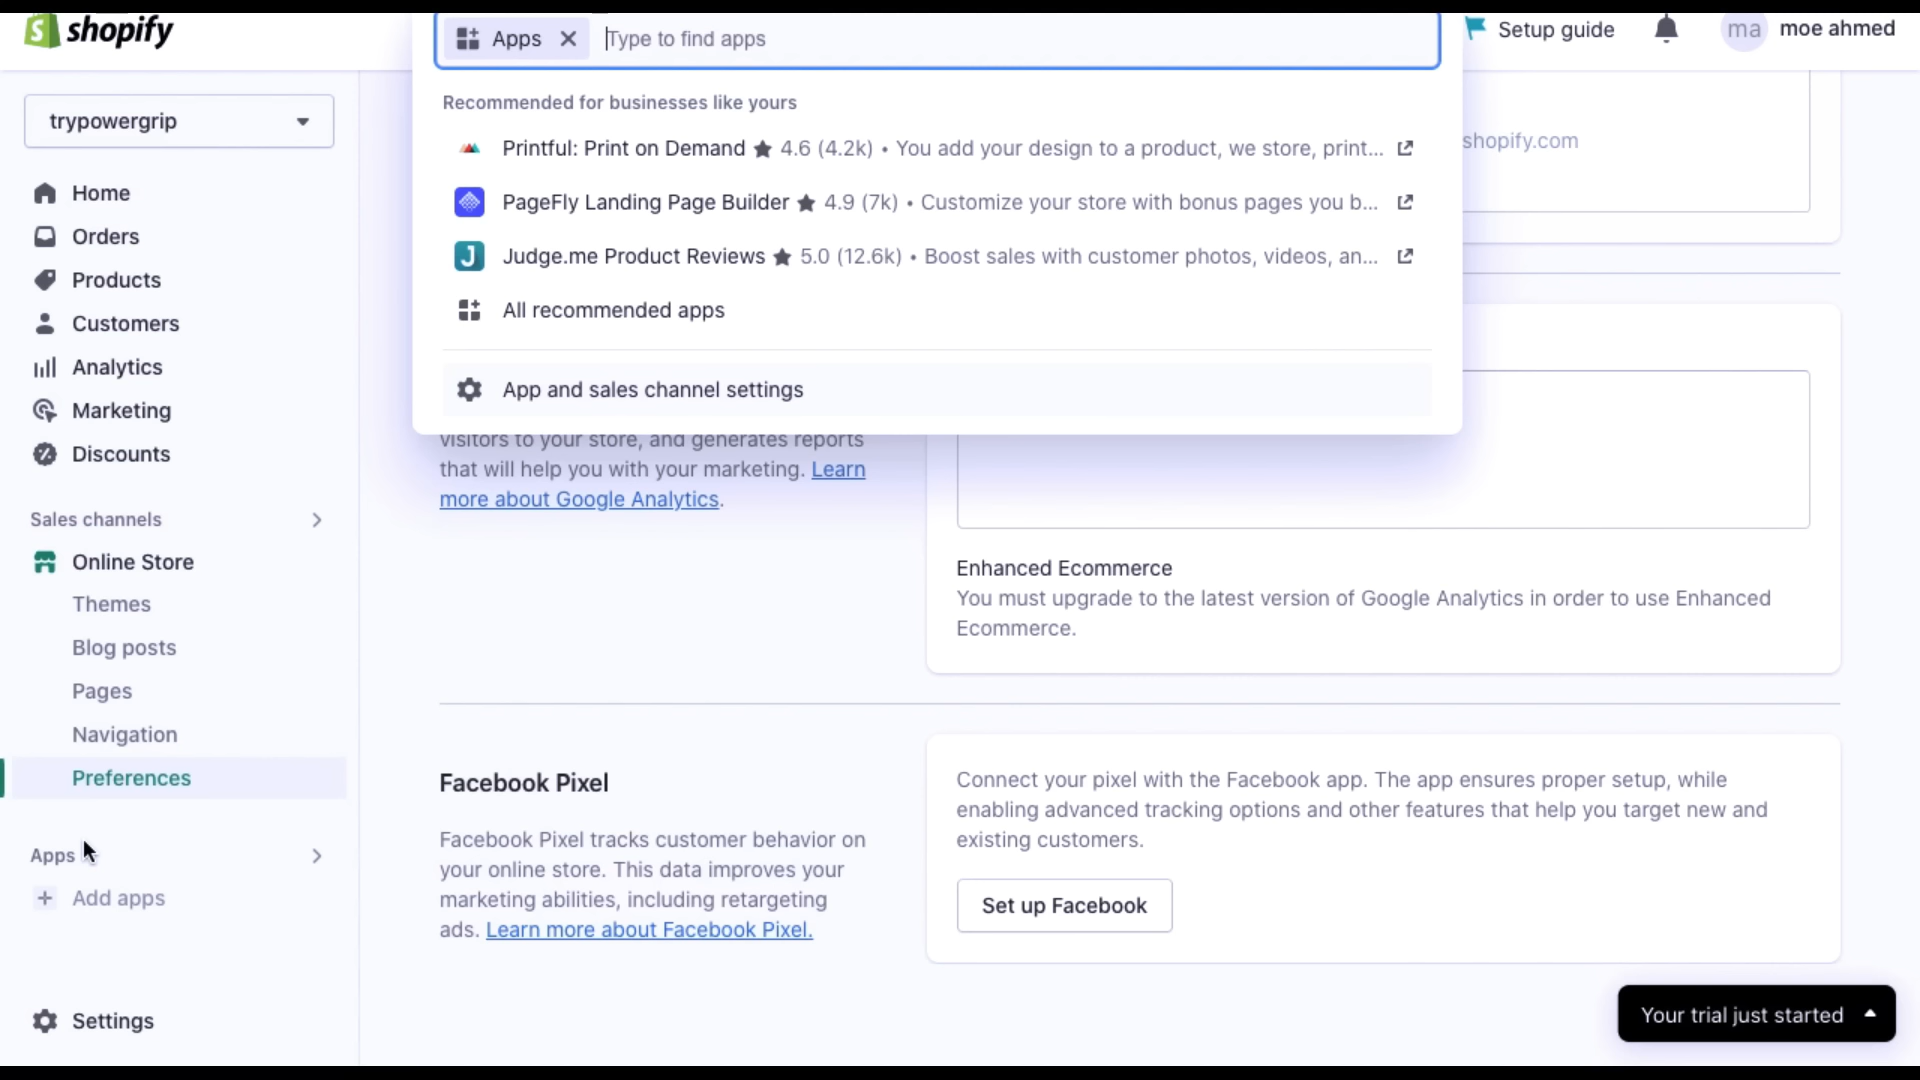 shopify
Apps Type to find apps
Setup guide
ma moe ahmed
trypowergrip
Home
Orders
Products
Customers
Analytics
Marketing
Discounts
Sales channels
Online Store
Themes
Blog posts
Pages
Navigation
Preferences
Apps
Add apps
Settings
Recommended for businesses like yours
Printful: Print on Demand ★ 4.6 (4.2k) • You add your design to a product, we store, print...
PageFly Landing Page Builder ★ 4.9 (7k) • Customize your store with bonus pages you b...
Judge.me Product Reviews ★ 5.0 (12.6k) • Boost sales with customer photos, videos, an...
All recommended apps
App and sales channel settings
shopify.com
visitors to your store, and generates reports
that will help you with your marketing. Learn
more about Google Analytics.
Enhanced Ecommerce
You must upgrade to the latest version of Google Analytics in order to use Enhanced
Ecommerce.
Facebook Pixel
Facebook Pixel tracks customer behavior on
your online store. This data improves your
marketing abilities, including retargeting
ads. Learn more about Facebook Pixel.
Connect your pixel with the Facebook app. The app ensures proper setup, while
enabling advanced tracking options and other features that help you target new and
existing customers.
Set up Facebook
Your trial just started